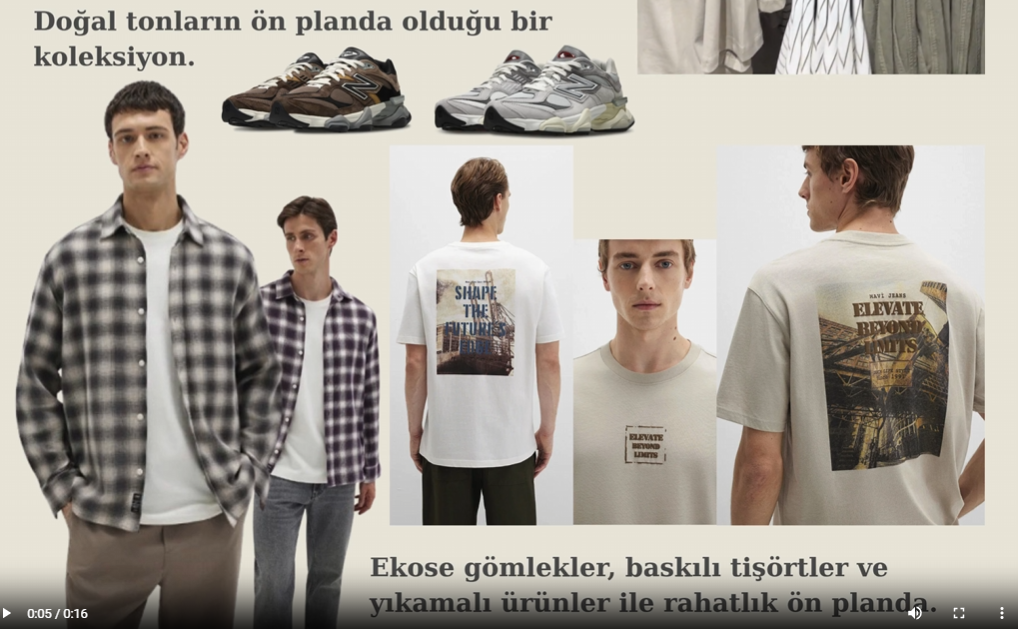 Doğal tonların ön planda olduğu bir
koleksiyon.
SHAPE
THE
FUTURE'S
ELEVATE
BEYOND
LIMITS
MAVI JEANS
ELEVATE
BEYOND
LIMITS
Ekose gömlekler, baskılı tişörtler ve
yıkamalı ürünler ile rahatlık ön planda.
0:05 / 0:16